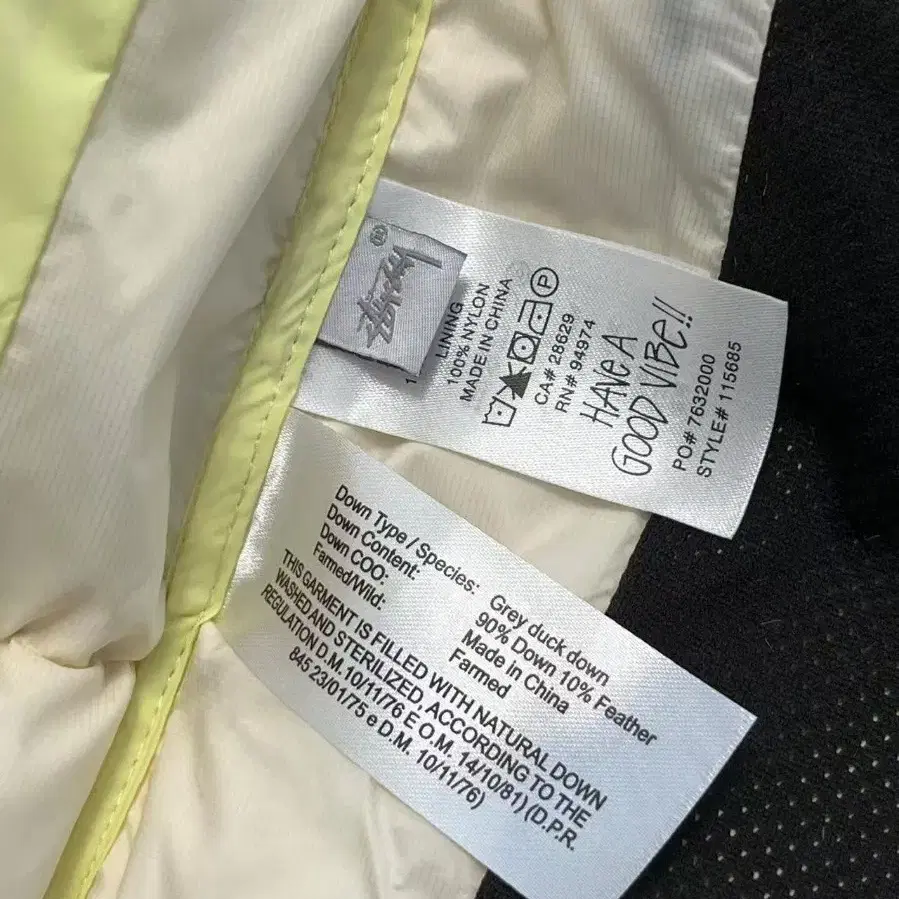 Stüssy ®
LINING
100% NYLON
MADE IN CHINA
P
CA# 28629
RN# 94974
HAVE A
GOOD VIBE!!
PO# 7632000
STYLE# 115685
Down Type / Species: Grey duck down
Down Content: 90% Down 10% Feather
Down COO: Made in China
Farmed/Wild: Farmed
THIS GARMENT IS FILLED WITH NATURAL DOWN
WASHED AND STERILIZED, ACCORDING TO THE
REGULATION D.M. 10/11/76 E O M. 14/10/81) (D.P.R.
845 23/01/75 e D.M. 10/11/76)